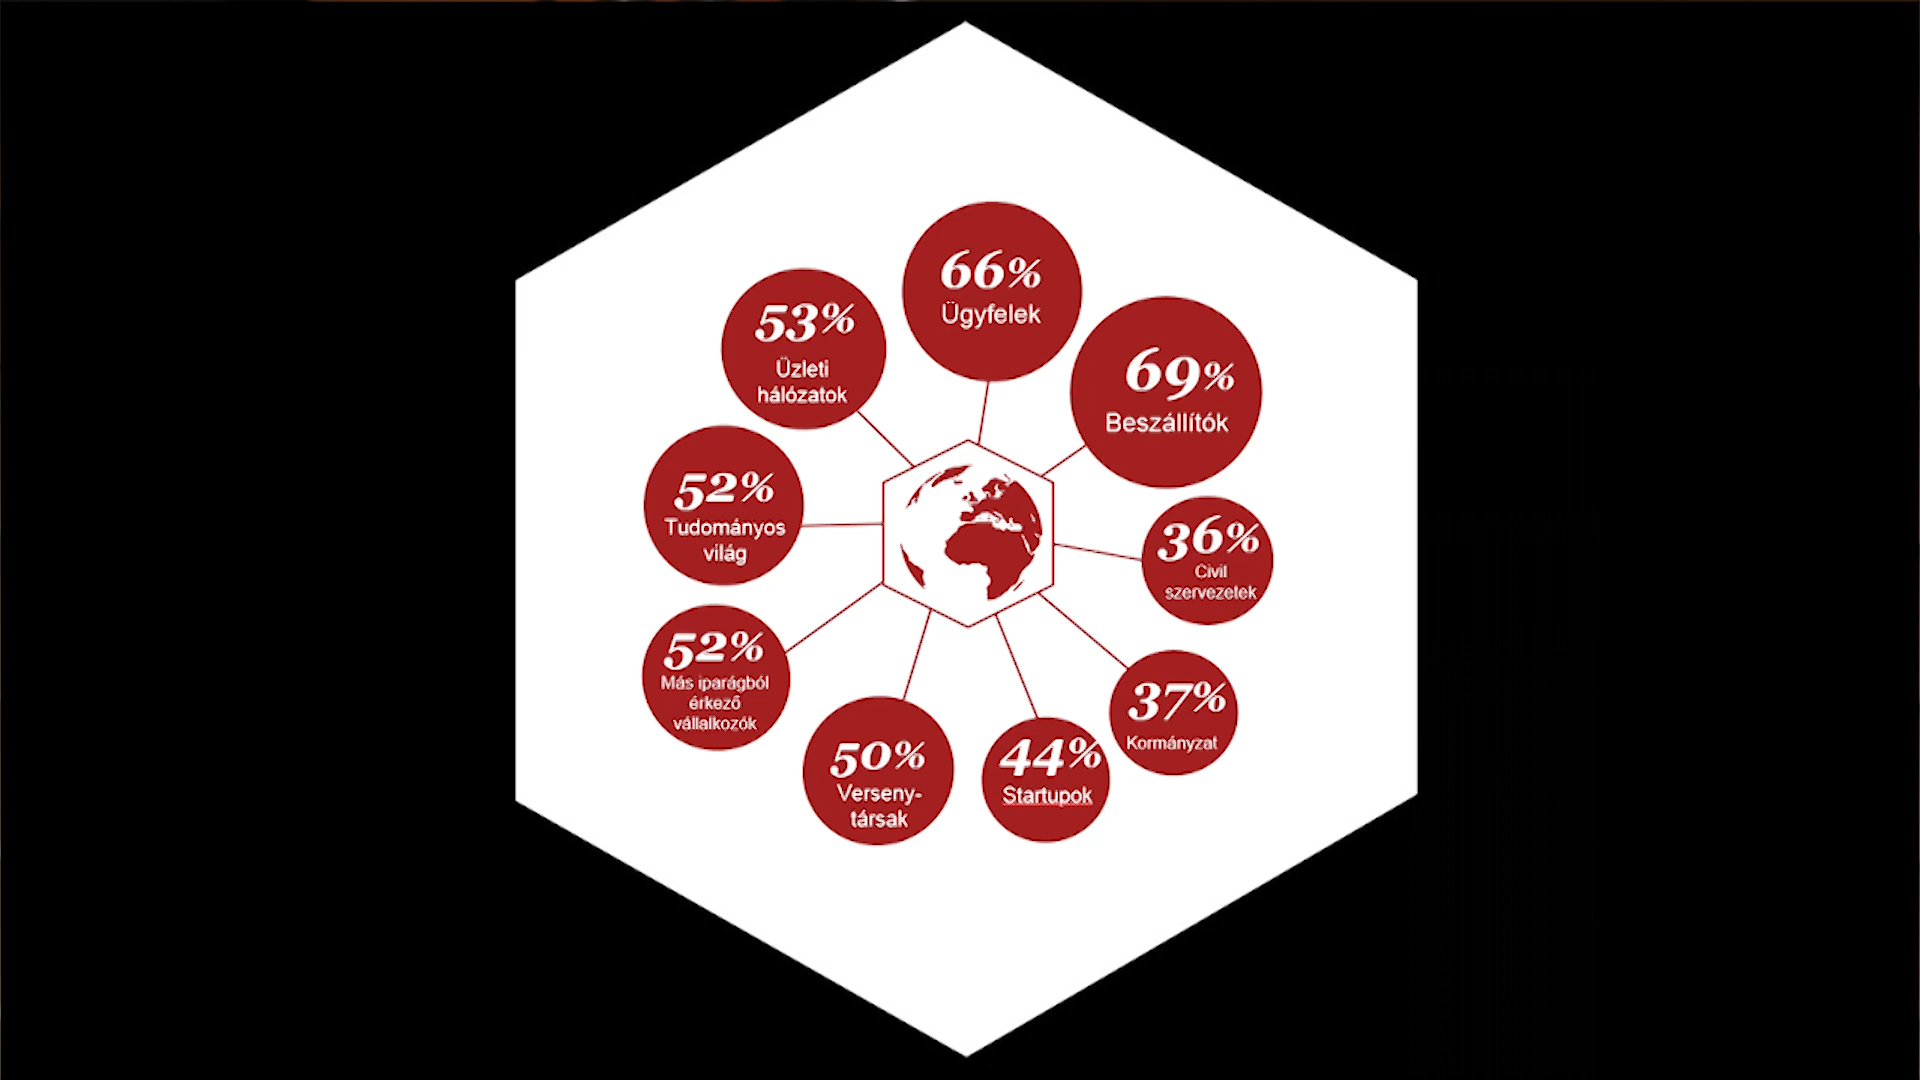 66%
Ügyfelek
69%
Beszállítók
36%
Civil
szervezetek
37%
Kormányzat
44%
Startupok
50%
Verseny-
társak
52%
Más iparágból
érkező
vállalkozók
52%
Tudományos
világ
53%
Üzleti
hálózatok